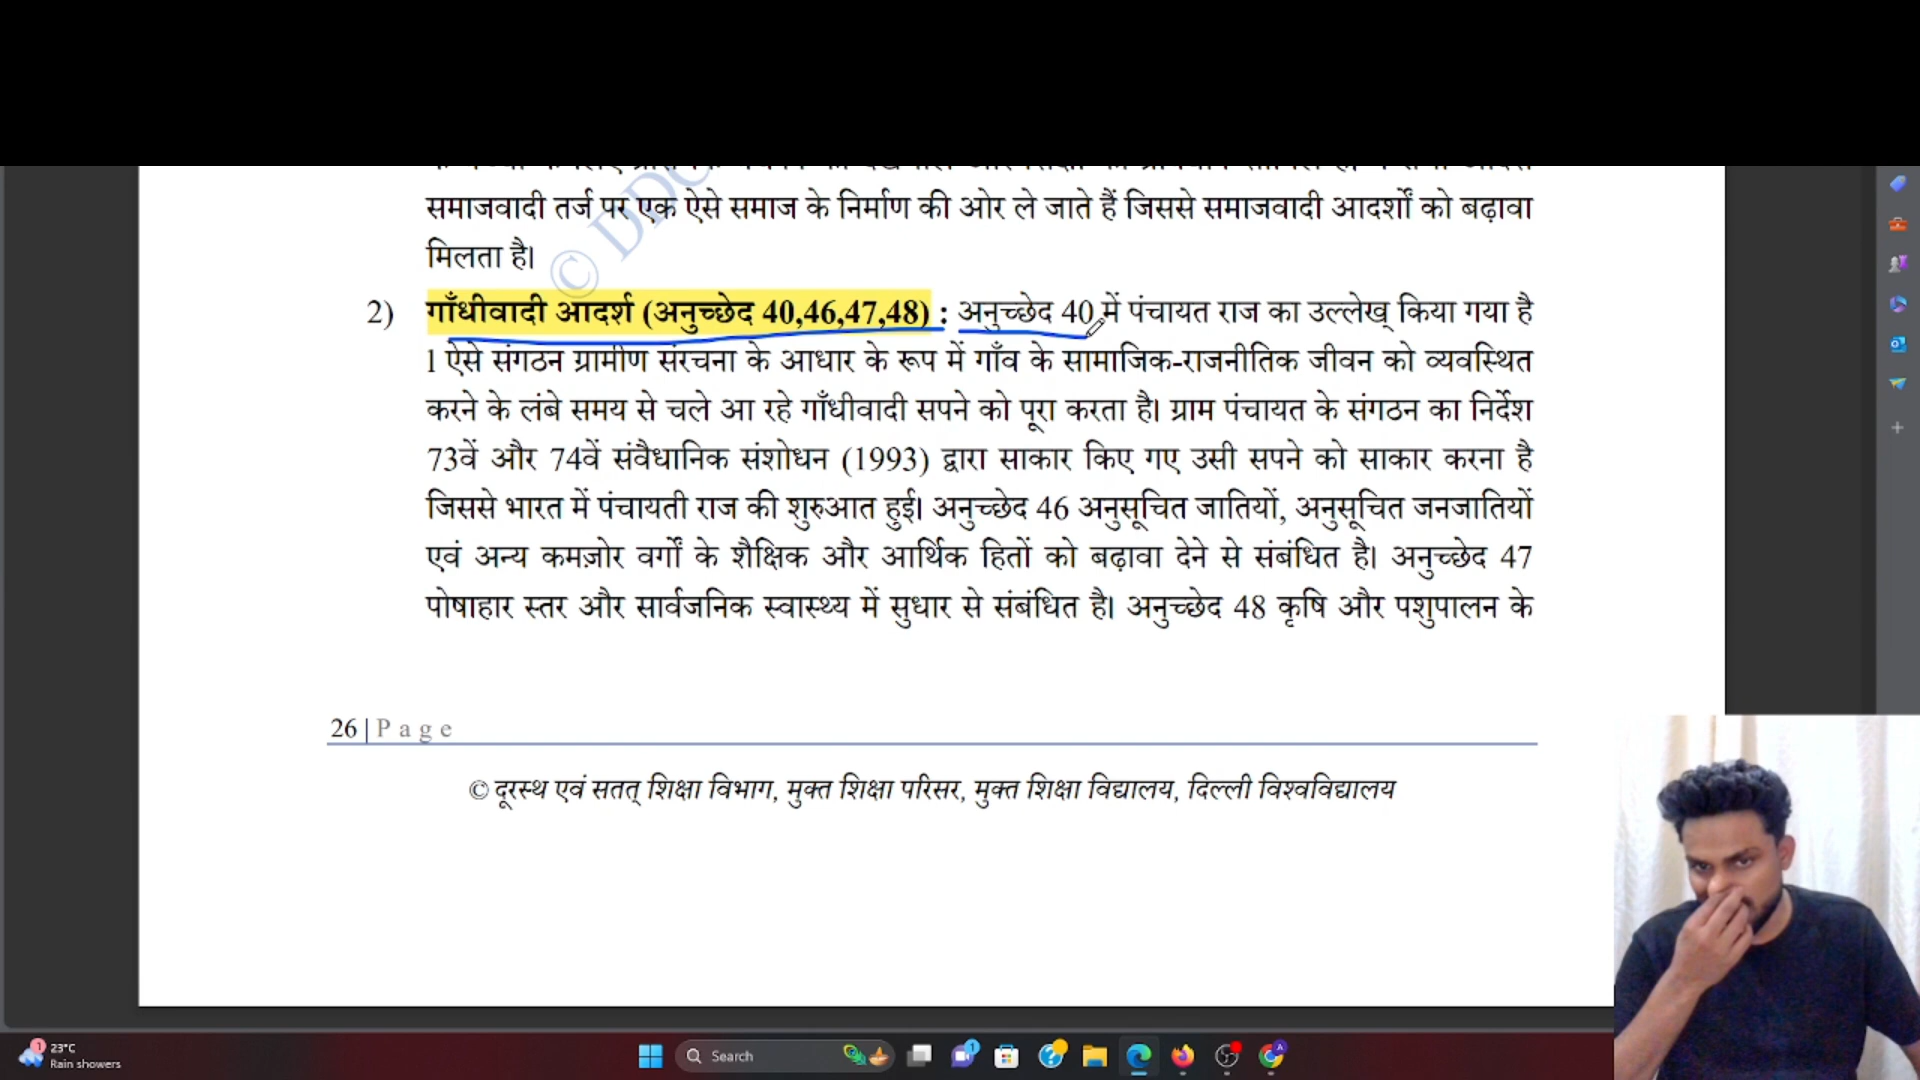 समाजवादी तर्ज पर एक ऐसे समाज के निर्माण की ओर ले जाते हैं जिससे समाजवादी आदर्शों को बढ़ावा
मिलता है।
2) गाँधीवादी आदर्श (अनुच्छेद 40,46,47,48) : अनुच्छेद 40 में पंचायत राज का उल्लेख् किया गया है
l ऐसे संगठन ग्रामीण संरचना के आधार के रूप में गाँव के सामाजिक-राजनीतिक जीवन को व्यवस्थित
करने के लंबे समय से चले आ रहे गाँधीवादी सपने को पूरा करता है। ग्राम पंचायत के संगठन का निर्देश
73वें और 74वें संवैधानिक संशोधन (1993) द्वारा साकार किए गए उसी सपने को साकार करना है
जिससे भारत में पंचायती राज की शुरुआत हुई। अनुच्छेद 46 अनुसूचित जातियों, अनुसूचित जनजातियों
एवं अन्य कमज़ोर वर्गों के शैक्षिक और आर्थिक हितों को बढ़ावा देने से संबंधित है। अनुच्छेद 47
पोषाहार स्तर और सार्वजनिक स्वास्थ्य में सुधार से संबंधित है। अनुच्छेद 48 कृषि और पशुपालन के
26 | P a g e
© दूरस्थ एवं सतत् शिक्षा विभाग, मुक्त शिक्षा परिसर, मुक्त शिक्षा विद्यालय, दिल्ली विश्वविद्यालय
23°C
Rain showers
Search